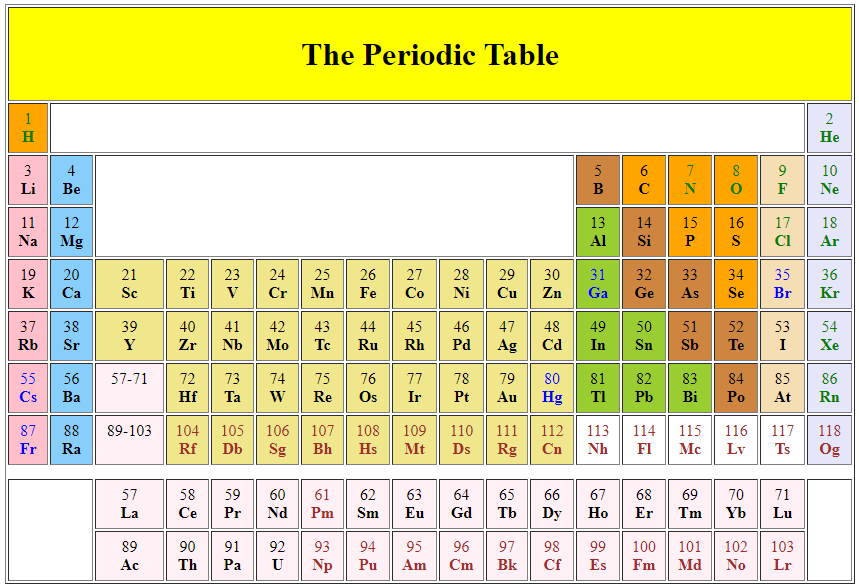 The Periodic Table
1 2
H He
3 4 5 6 7 8 9 10
Li Be B C N O F Ne
11 12 13 14 15 16 17 18
Na Mg Al Si P S Cl Ar
19 20 21 22 23 24 25 26 27 28 29 30 31 32 33 34 35 36
K Ca Sc Ti V Cr Mn Fe Co Ni Cu Zn Ga Ge As Se Br Kr
37 38 39 40 41 42 43 44 45 46 47 48 49 50 51 52 53 54
Rb Sr Y Zr Nb Mo Tc Ru Rh Pd Ag Cd In Sn Sb Te I Xe
55 56 57-71 72 73 74 75 76 77 78 79 80 81 82 83 84 85 86
Cs Ba Hf Ta W Re Os Ir Pt Au Hg Tl Pb Bi Po At Rn
87 88 89-103 104 105 106 107 108 109 110 111 112 113 114 115 116 117 118
Fr Ra Rf Db Sg Bh Hs Mt Ds Rg Cn Nh Fl Mc Lv Ts Og
57 58 59 60 61 62 63 64 65 66 67 68 69 70 71
La Ce Pr Nd Pm Sm Eu Gd Tb Dy Ho Er Tm Yb Lu
89 90 91 92 93 94 95 96 97 98 99 100 101 102 103
Ac Th Pa U Np Pu Am Cm Bk Cf Es Fm Md No Lr